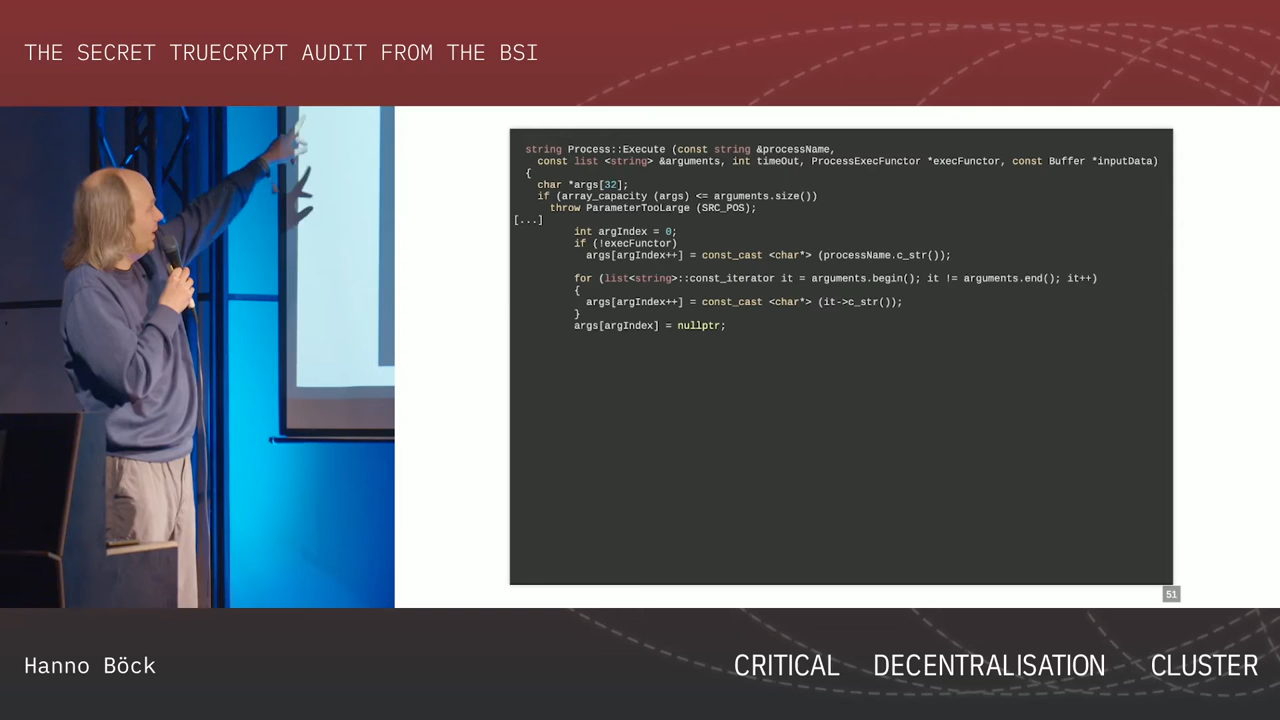 THE SECRET TRUECRYPT AUDIT FROM THE BSI
string Process::Execute (const string &processName,
const list <string> &arguments, int timeOut, ProcessExecFunctor *execFunctor, const Buffer *inputData)
{
char *args[32];
if (array_capacity (args) <= arguments.size())
throw ParameterTooLarge (SRC_POS);
[...]
int argIndex = 0;
if (!execFunctor)
args[argIndex++] = const_cast <char*> (processName.c_str());
for (list<string>::const_iterator it = arguments.begin(); it != arguments.end(); it++)
{
args[argIndex++] = const_cast <char*> (it->c_str());
}
args[argIndex] = nullptr;
51
Hanno Böck
CRITICAL DECENTRALISATION CLUSTER